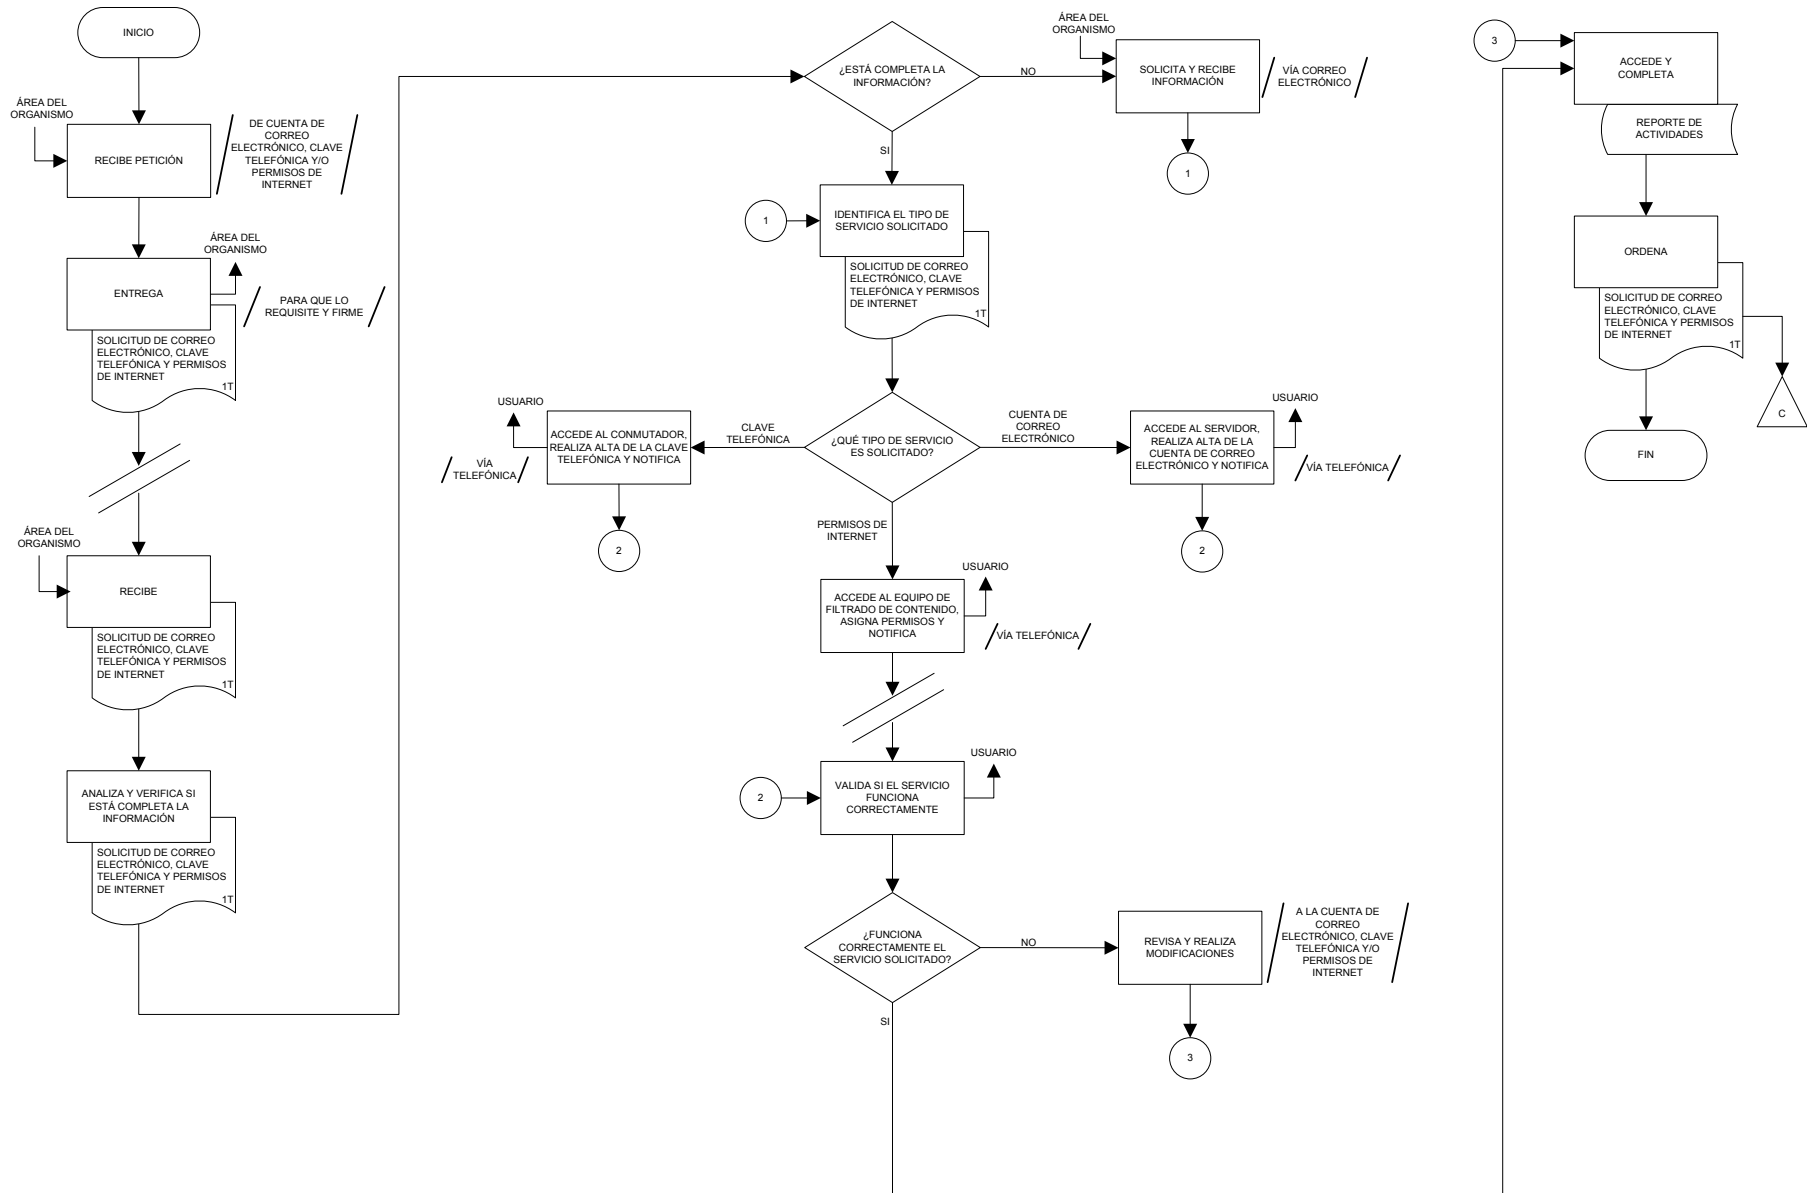 INICIO
ÁREA DEL
ORGANISMO
RECIBE PETICIÓN
DE CUENTA DE
CORREO
ELECTRÓNICO, CLAVE
TELEFÓNICA Y/O
PERMISOS DE
INTERNET
ÁREA DEL
ORGANISMO
ENTREGA
PARA QUE LO
REQUISITE Y FIRME
SOLICITUD DE CORREO
ELECTRÓNICO, CLAVE
TELEFÓNICA Y PERMISOS
DE INTERNET
1T
ÁREA DEL
ORGANISMO
RECIBE
SOLICITUD DE CORREO
ELECTRÓNICO, CLAVE
TELEFÓNICA Y PERMISOS
DE INTERNET
1T
ANALIZA Y VERIFICA SI
ESTÁ COMPLETA LA
INFORMACIÓN
SOLICITUD DE CORREO
ELECTRÓNICO, CLAVE
TELEFÓNICA Y PERMISOS
DE INTERNET
1T
¿ESTÁ COMPLETA LA
INFORMACIÓN?
NO
ÁREA DEL
ORGANISMO
SOLICITA Y RECIBE
INFORMACIÓN
VÍA CORREO
ELECTRÓNICO
1
SI
1
IDENTIFICA EL TIPO DE
SERVICIO SOLICITADO
SOLICITUD DE CORREO
ELECTRÓNICO, CLAVE
TELEFÓNICA Y PERMISOS
DE INTERNET
1T
¿QUÉ TIPO DE SERVICIO
ES SOLICITADO?
CLAVE
TELEFÓNICA
USUARIO
ACCEDE AL CONMUTADOR,
REALIZA ALTA DE LA CLAVE
TELEFÓNICA Y NOTIFICA
VÍA
TELEFÓNICA
2
CUENTA DE
CORREO
ELECTRÓNICO
USUARIO
ACCEDE AL SERVIDOR,
REALIZA ALTA DE LA
CUENTA DE CORREO
ELECTRÓNICO Y NOTIFICA
VÍA TELEFÓNICA
2
PERMISOS DE
INTERNET
USUARIO
ACCEDE AL EQUIPO DE
FILTRADO DE CONTENIDO,
ASIGNA PERMISOS Y
NOTIFICA
VÍA TELEFÓNICA
USUARIO
2
VALIDA SI EL SERVICIO
FUNCIONA
CORRECTAMENTE
¿FUNCIONA
CORRECTAMENTE EL
SERVICIO SOLICITADO?
NO
REVISA Y REALIZA
MODIFICACIONES
A LA CUENTA DE
CORREO
ELECTRÓNICO, CLAVE
TELEFÓNICA Y/O
PERMISOS DE
INTERNET
3
SI
3
ACCEDE Y
COMPLETA
REPORTE DE
ACTIVIDADES
ORDENA
SOLICITUD DE CORREO
ELECTRÓNICO, CLAVE
TELEFÓNICA Y PERMISOS
DE INTERNET
1T
C
FIN